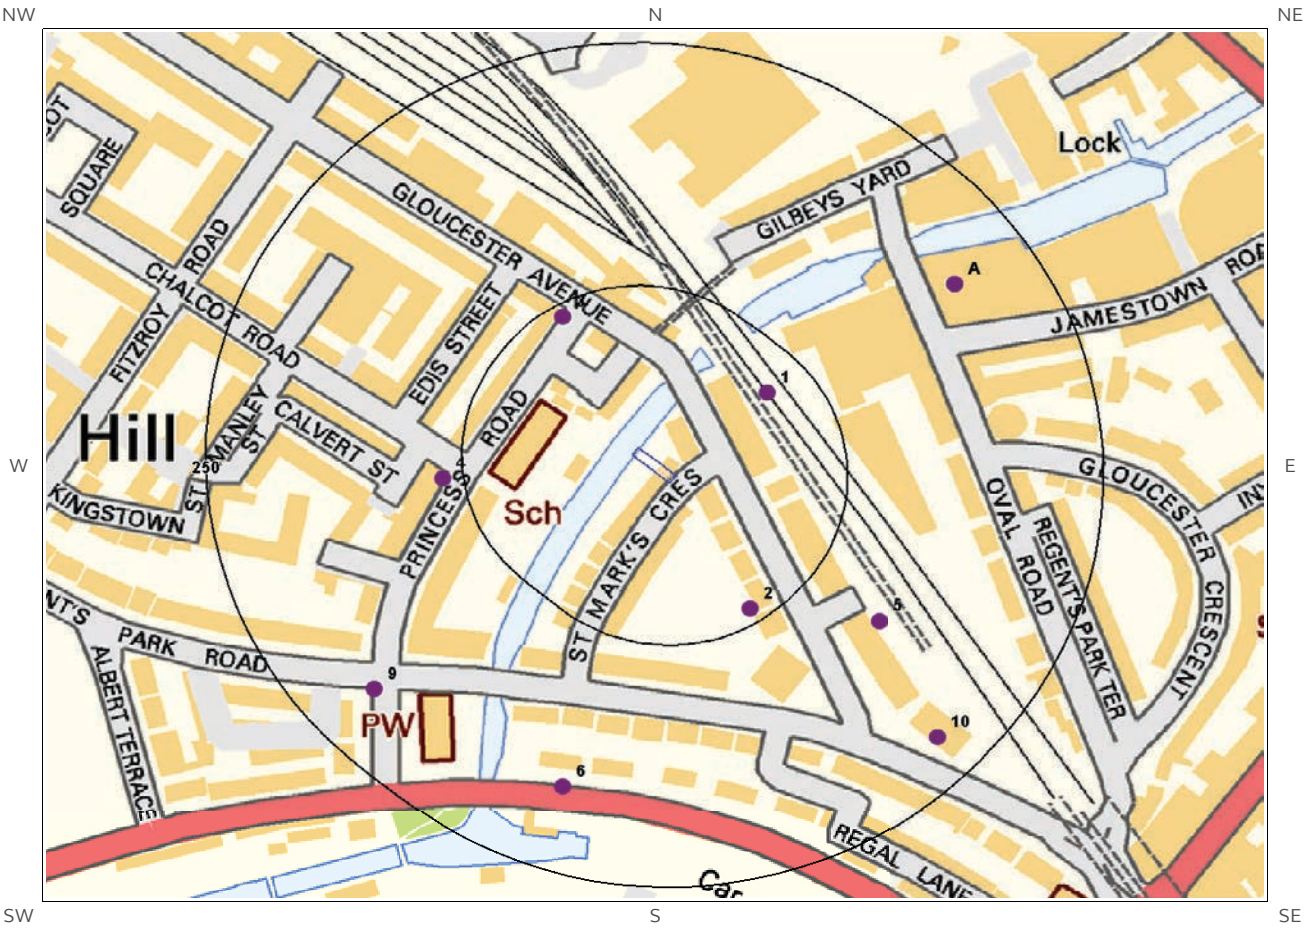 NW
N
NE
Lock
SQUARE
GILBEYS YARD
GLOUCESTER AVENUE
FITZROY ROAD
CHALCOT ROAD
A
JAMESTOWN
EDIS STREET
1
Hill
MANLEY ST
CALVERT ST
PRINCESS ROAD
W
E
250
KINGSTOWN
ST
Sch
ST MARK'S CRES
OVAL ROAD
GLOUCESTER CRESCENT
REGENT'S PARK TER
2
5
NT'S PARK ROAD
ALBERT TERRACE
9
PW
10
6
REGAL LANE
Car
SW
S
SE